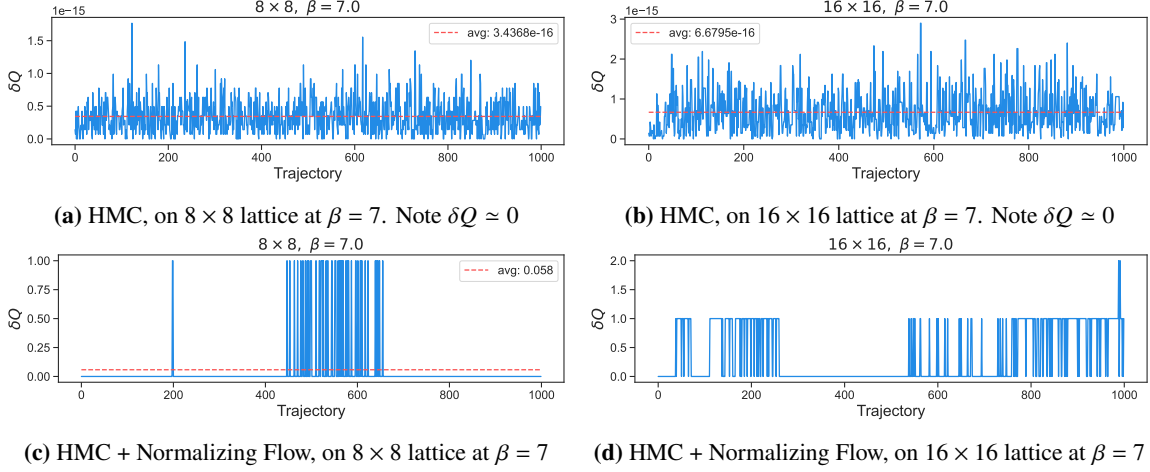 1e−15
8 × 8, β = 7.0
δQ
1.5
1.0
0.5
0.0
avg: 3.4368e-16
0 200 400 600 800 1000
Trajectory
(a) HMC, on 8 × 8 lattice at β = 7. Note δQ ≃ 0
1e−15
16 × 16, β = 7.0
δQ
3
2
1
0
avg: 6.6795e-16
0 200 400 600 800 1000
Trajectory
(b) HMC, on 16 × 16 lattice at β = 7. Note δQ ≃ 0
8 × 8, β = 7.0
δQ
1.00
0.75
0.50
0.25
0.00
avg: 0.058
0 200 400 600 800 1000
Trajectory
(c) HMC + Normalizing Flow, on 8 × 8 lattice at β = 7
16 × 16, β = 7.0
δQ
2.0
1.5
1.0
0.5
0.0
0 200 400 600 800 1000
Trajectory
(d) HMC + Normalizing Flow, on 16 × 16 lattice at β = 7